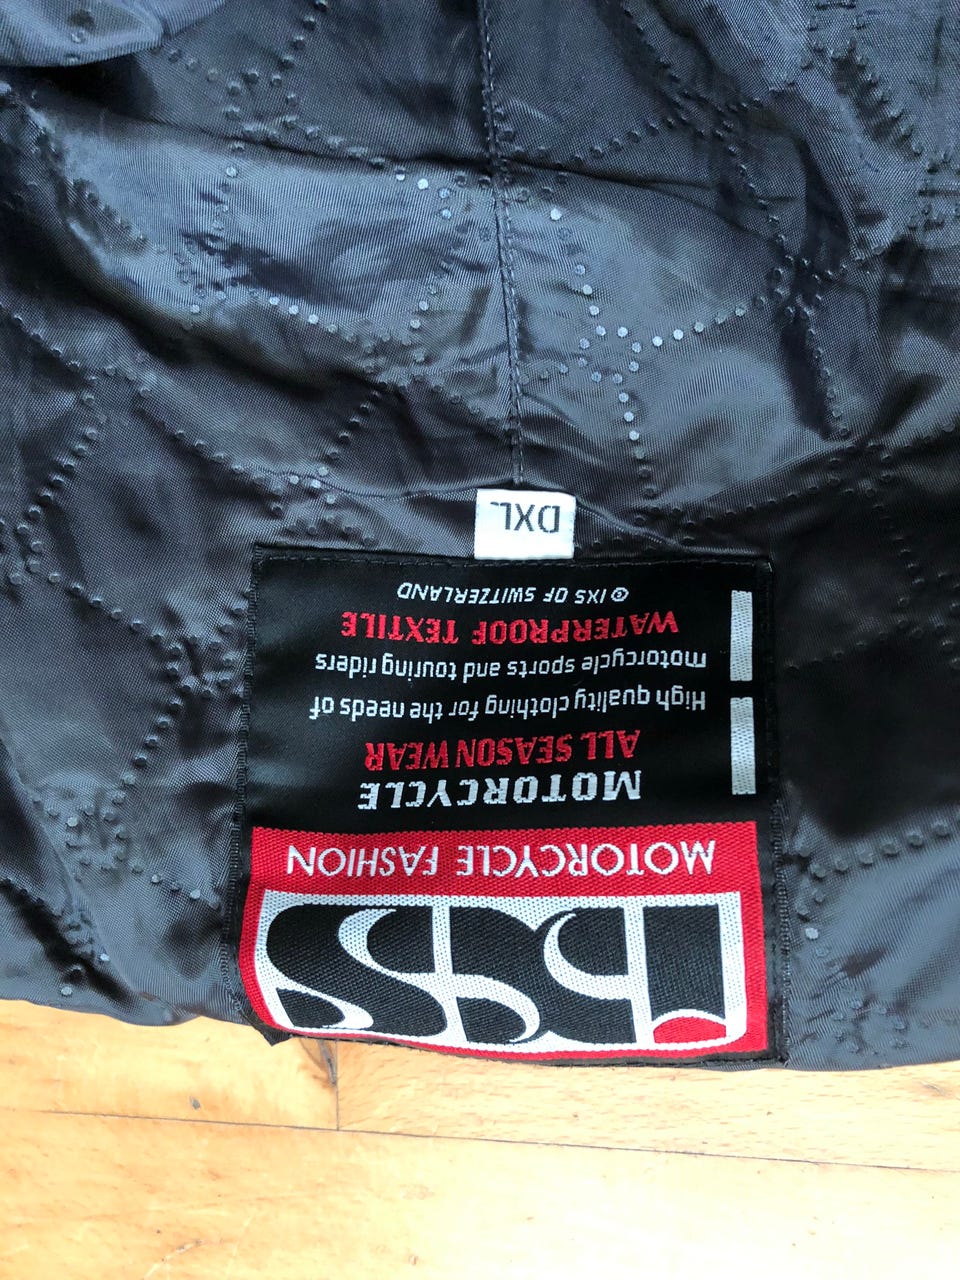 iXS
MOTORCYCLE FASHION
MOTORCYCLE
ALL SEASON WEAR
High quality clothing for the needs of
motorcycle sports and touring riders
WATERPROOF TEXTILE
© IXS OF SWITZERLAND
DXL